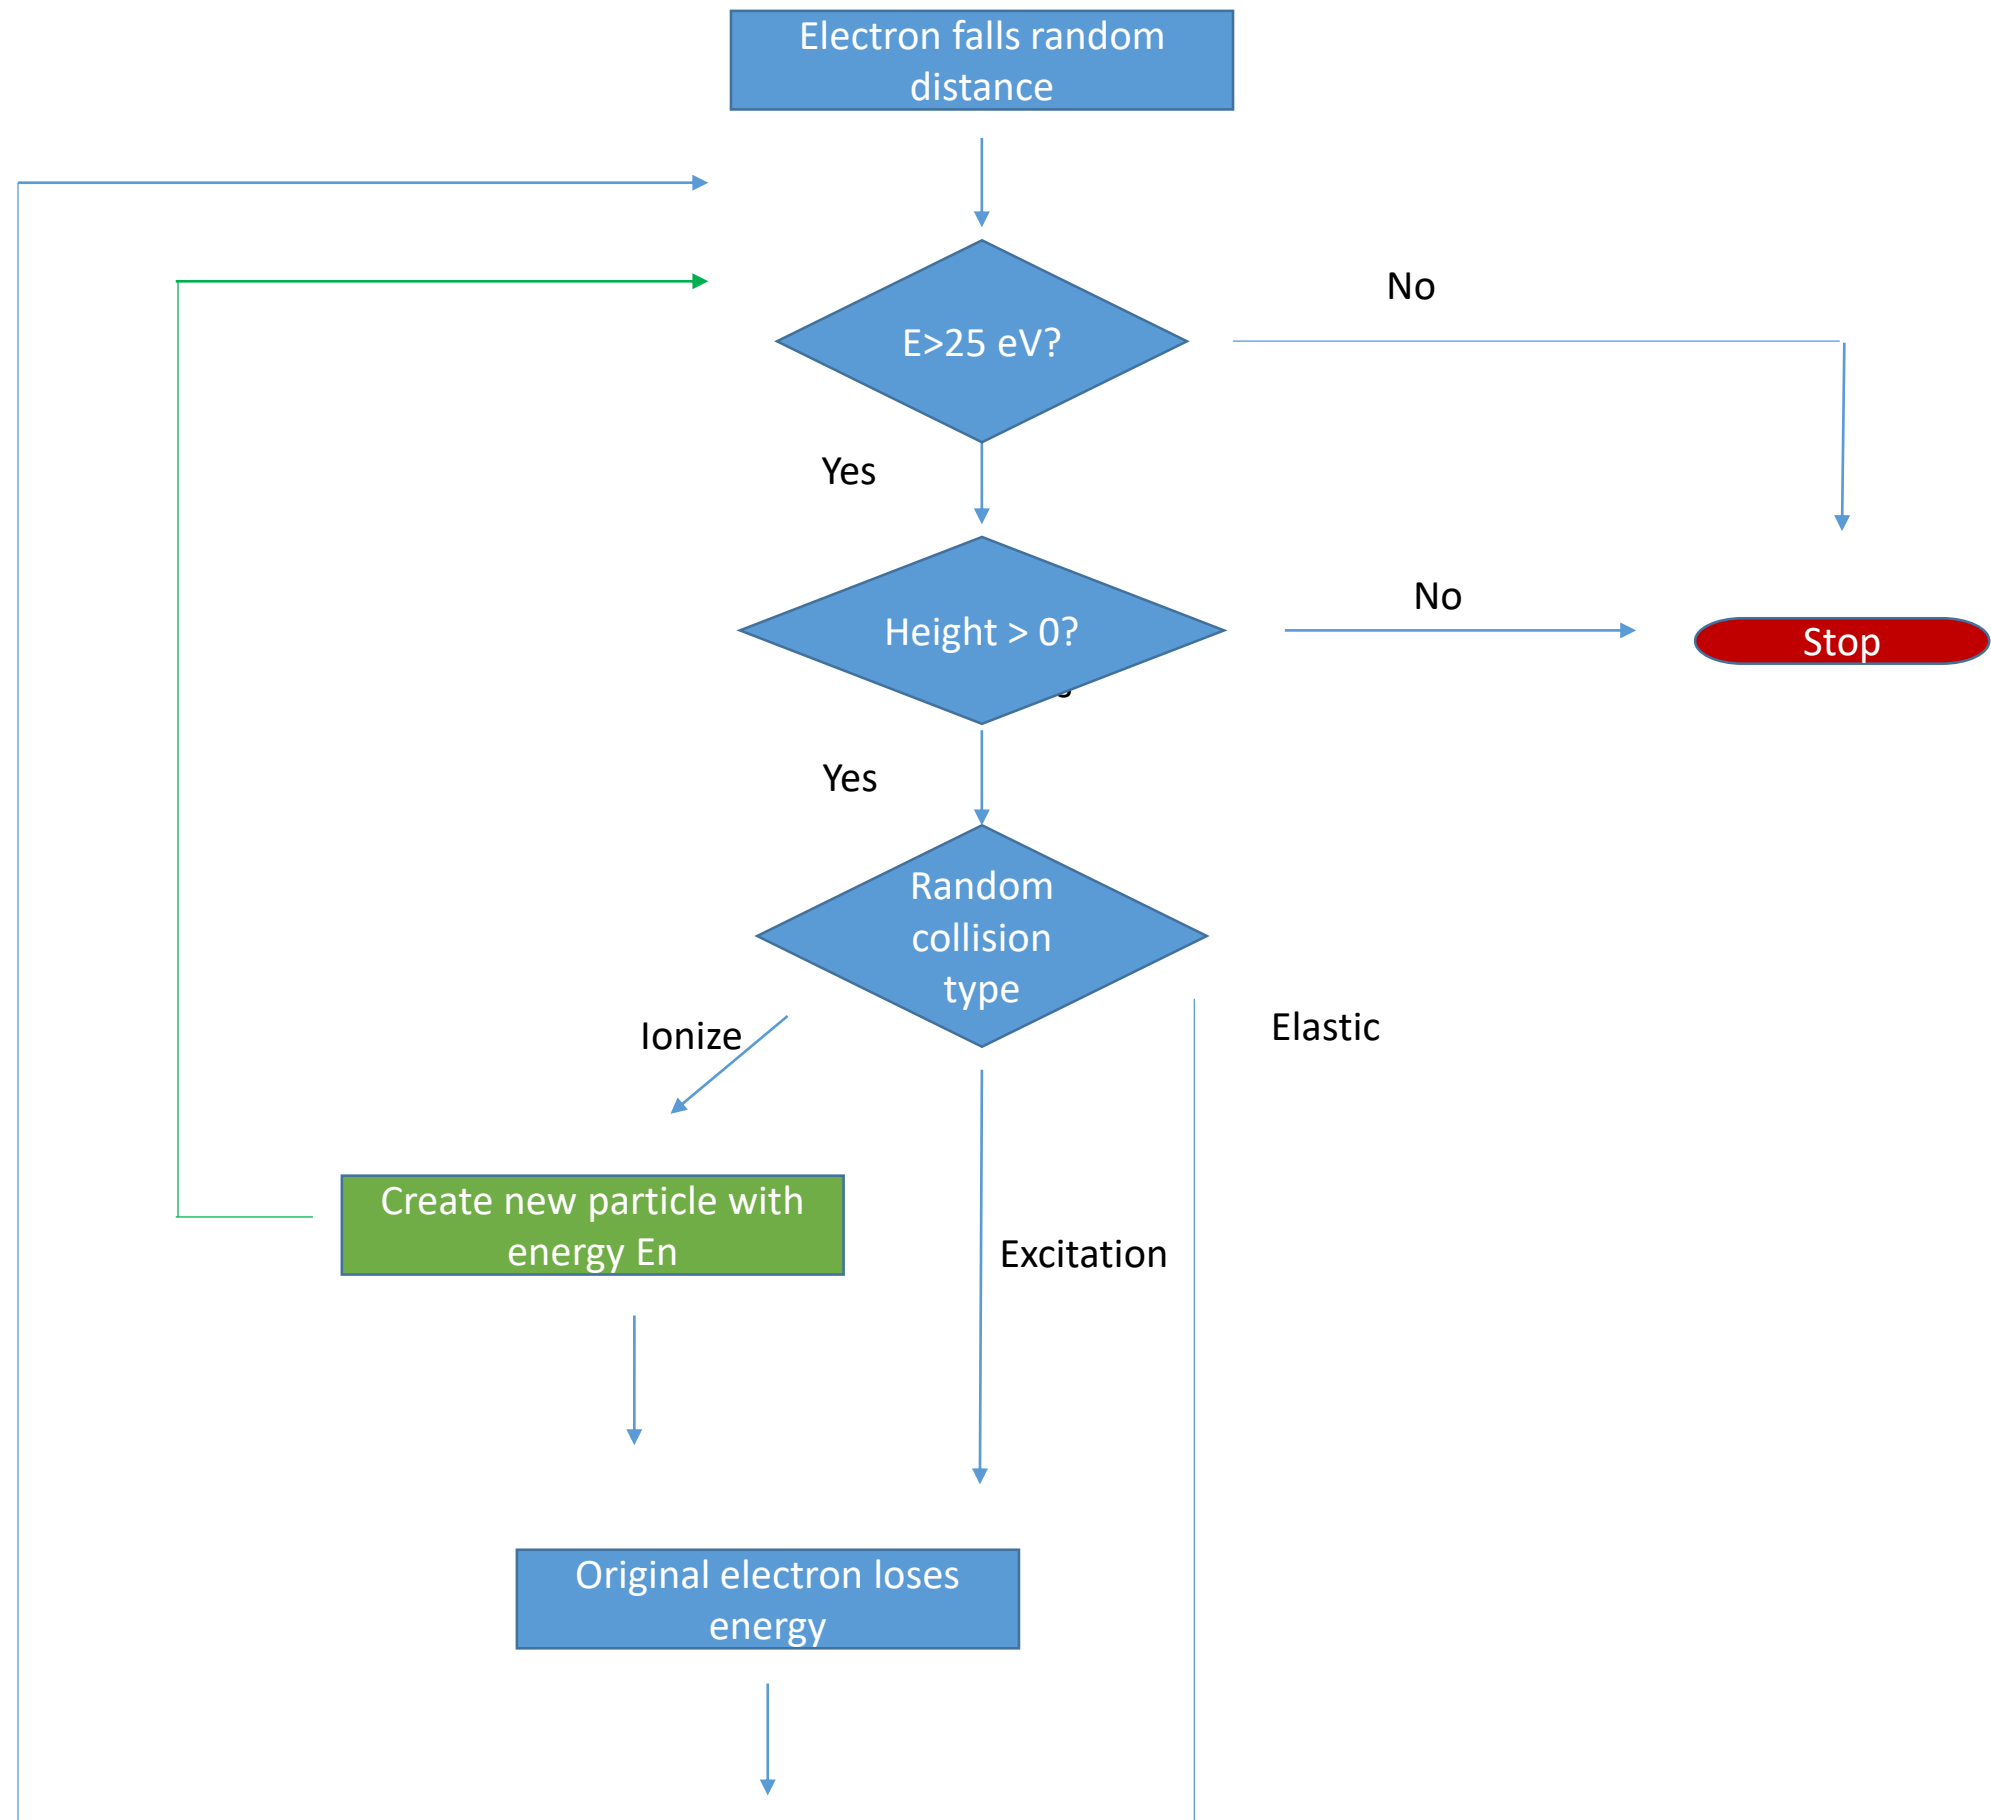 Electron falls random
distance
No
E>25 eV?
Yes
No
Height > 0?
Stop
Yes
Random
collision
type
Ionize
Elastic
Create new particle with
energy En
Excitation
Original electron loses
energy